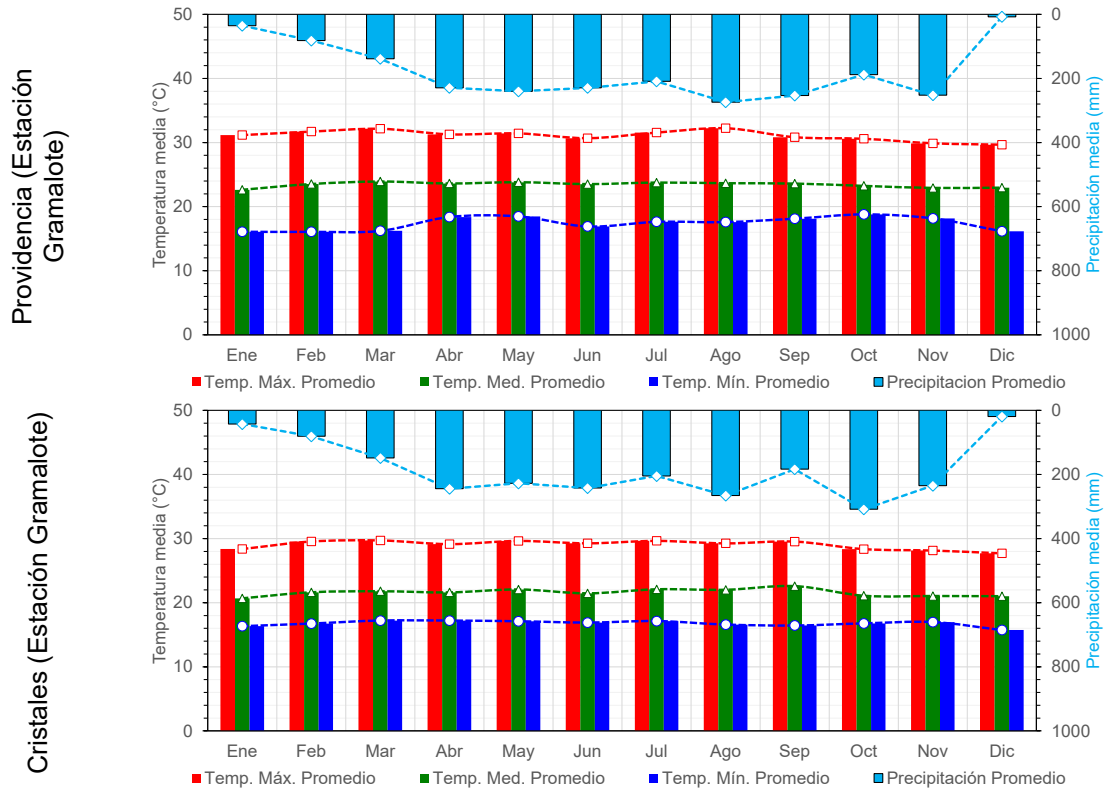 Providencia (Estación
Gramalote)
Temperatura media (°C)
50
40
30
20
10
0
0
200
400
600
800
1000
Precipitación media (mm)
Ene Feb Mar Abr May Jun Jul Ago Sep Oct Nov Dic
Temp. Máx. Promedio Temp. Med. Promedio Temp. Mín. Promedio Precipitacion Promedio
Cristales (Estación Gramalote)
Temperatura media (°C)
50
40
30
20
10
0
0
200
400
600
800
1000
Precipitación media (mm)
Ene Feb Mar Abr May Jun Jul Ago Sep Oct Nov Dic
Temp. Máx. Promedio Temp. Med. Promedio Temp. Mín. Promedio Precipitación Promedio